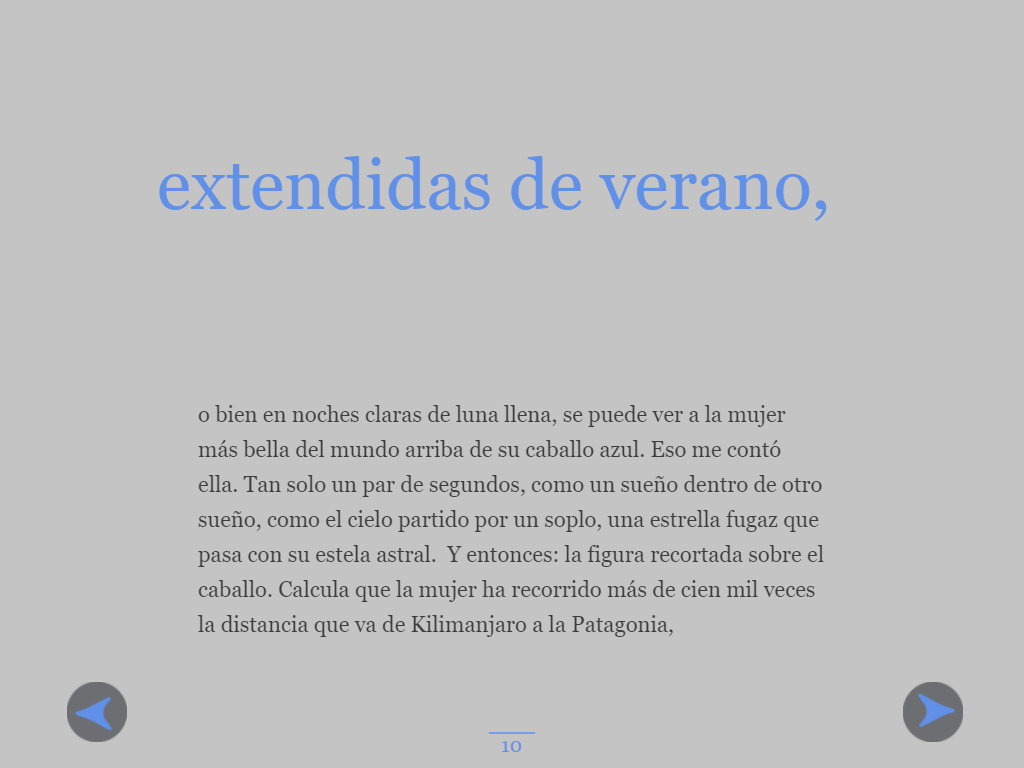 extendidas de verano,
o bien en noches claras de luna llena, se puede ver a la mujer
más bella del mundo arriba de su caballo azul. Eso me contó
ella. Tan solo un par de segundos, como un sueño dentro de otro
sueño, como el cielo partido por un soplo, una estrella fugaz que
pasa con su estela astral.  Y entonces: la figura recortada sobre el
caballo. Calcula que la mujer ha recorrido más de cien mil veces
la distancia que va de Kilimanjaro a la Patagonia,
10